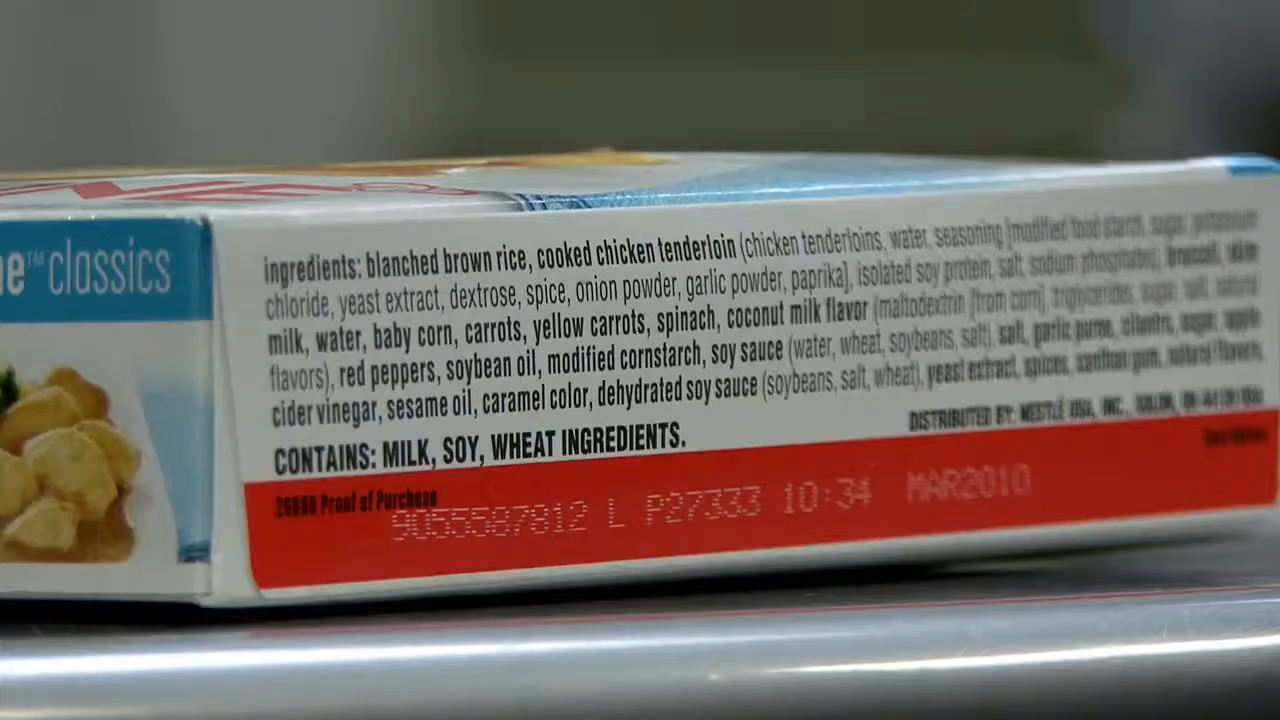 ne™ classics
ingredients: blanched brown rice, cooked chicken tenderloin (chicken tenderloins, water, seasoning [modified food starch, sugar, potassium
chloride, yeast extract, dextrose, spice, onion powder, garlic powder, paprika], isolated soy protein, salt, sodium phosphates), broccoli, skim
milk, water, baby corn, carrots, yellow carrots, spinach, coconut milk flavor (maltodextrin [from corn], triglycerides, sugar, salt, natural
flavors), red peppers, soybean oil, modified cornstarch, soy sauce (water, wheat, soybeans, salt), salt, garlic puree, cilantro, sugar, apple
cider vinegar, sesame oil, caramel color, dehydrated soy sauce (soybeans, salt, wheat), yeast extract, spices, xanthan gum, natural flavors.
CONTAINS: MILK, SOY, WHEAT INGREDIENTS.
DISTRIBUTED BY: NESTLÉ USA, INC., SOLON, OH
Proof of Purchase
9055587812 L P27333 10:34 MAR2010